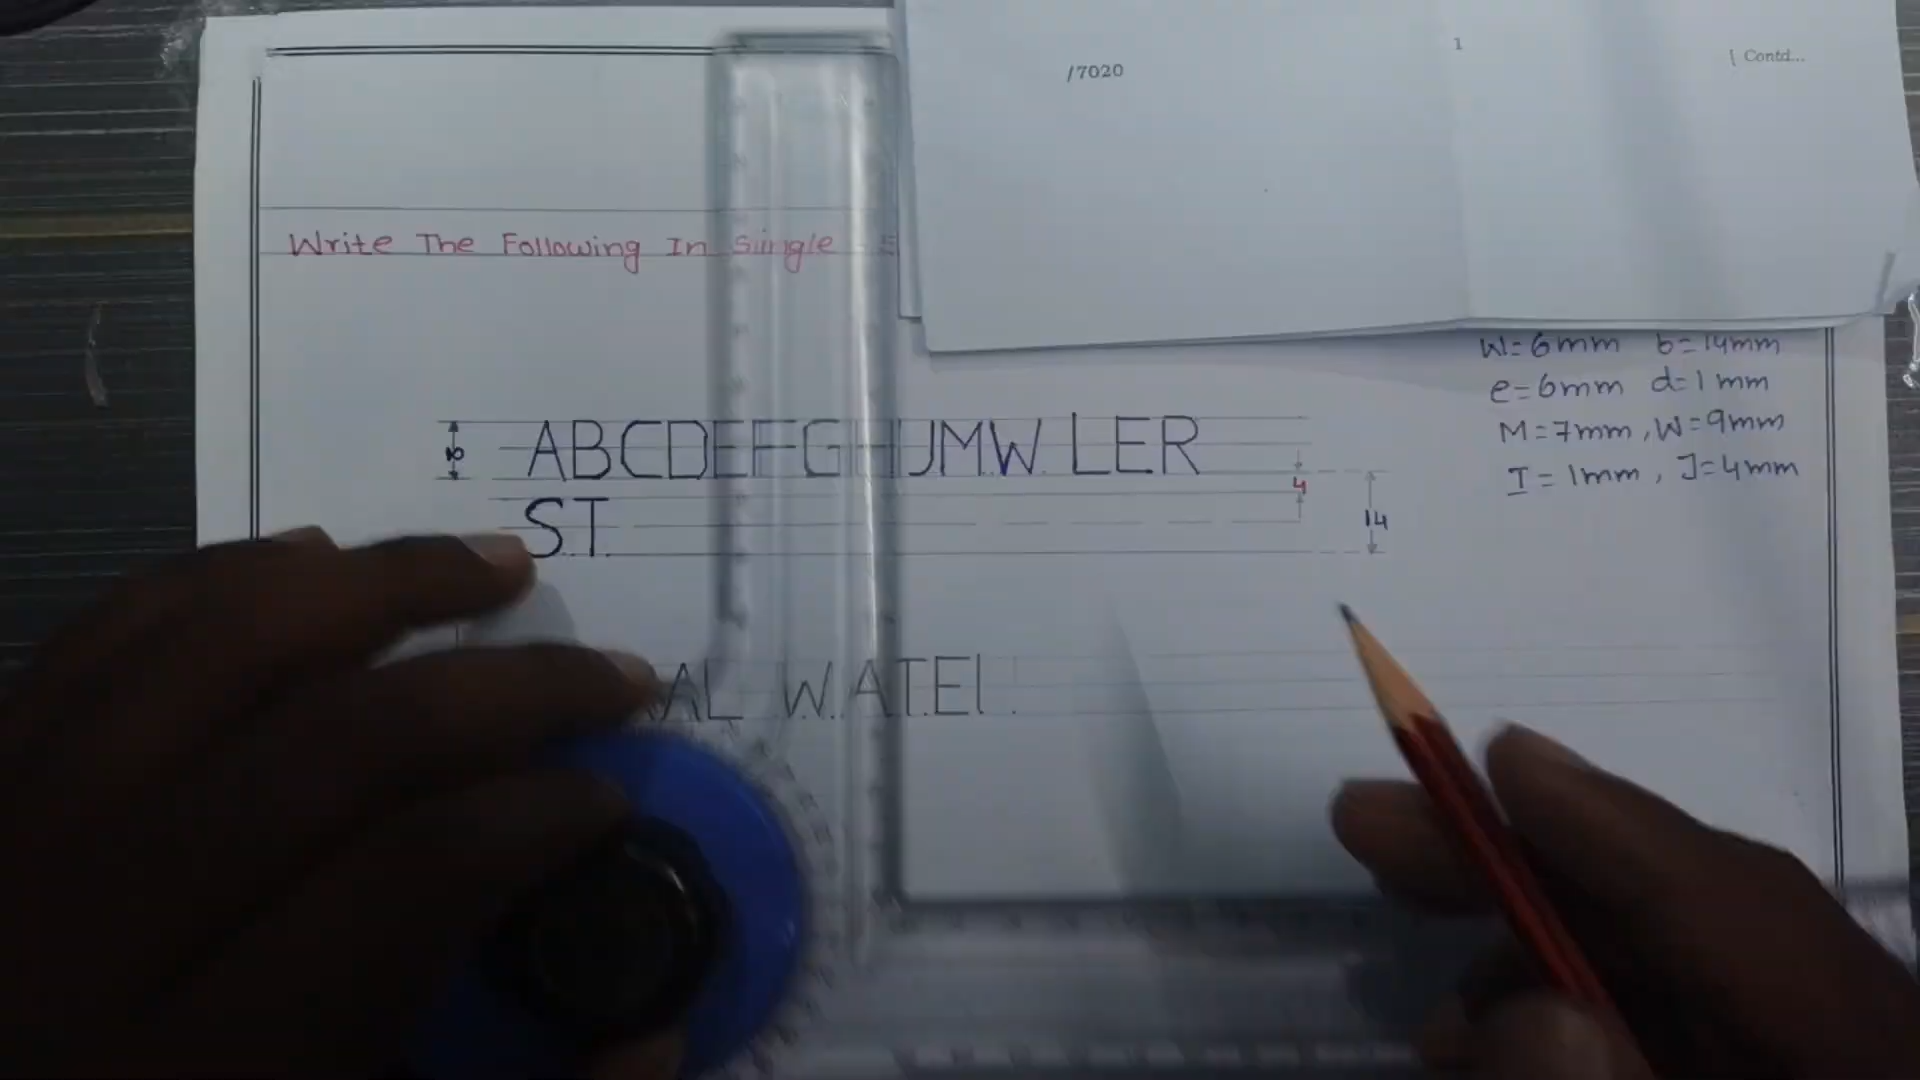 /7020
1
[ Contd...
Write The Following In Single
W=6mm b=14mm
e=6mm d=1mm
M=7mm, W=9mm
I=1mm, J=4mm
ABCDEFGHIJMW LER
10
4
ST
14
RAL WATEI